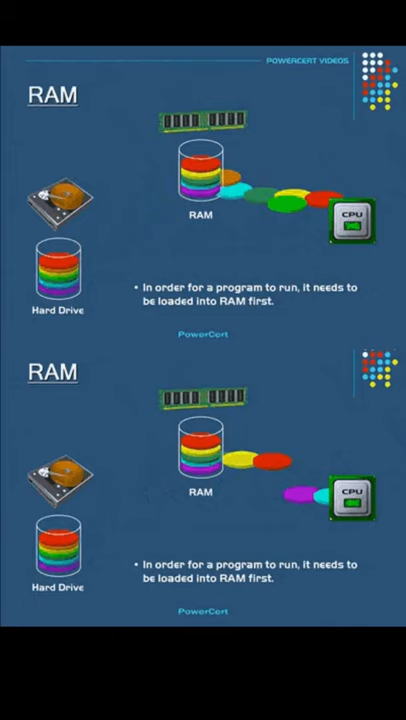 POWERCERT VIDEOS
RAM
RAM
CPU
• In order for a program to run, it needs to
be loaded into RAM first.
Hard Drive
PowerCert
RAM
RAM
CPU
• In order for a program to run, it needs to
be loaded into RAM first.
Hard Drive
PowerCert